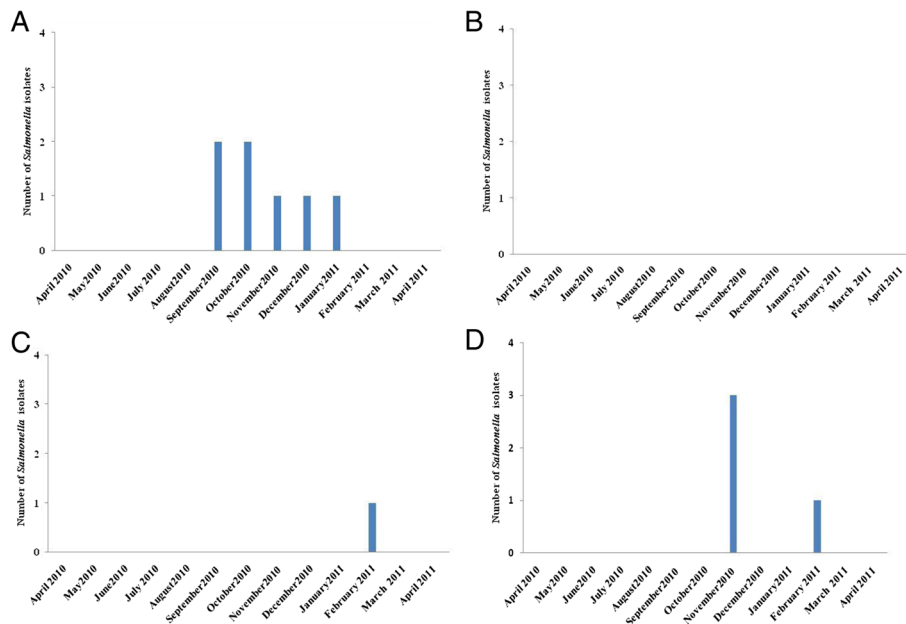 A
Number of Salmonella isolates
4
3
2
1
0
April 2010
May2010
June2010
July 2010
August2010
September2010
October2010
November2010
December2010
January2011
February 2011
March 2011
April 2011
B
Number of Salmonella isolates
4
3
2
1
0
April 2010
May2010
June2010
July 2010
August2010
September2010
October2010
November2010
December2010
January2011
February 2011
March 2011
April 2011
C
Number of Salmonella isolates
4
3
2
1
0
April 2010
May2010
June2010
July 2010
August2010
September2010
October2010
November2010
December2010
January2011
February 2011
March 2011
April 2011
D
Number of Salmonella isolates
4
3
2
1
0
April 2010
May2010
June2010
July 2010
August2010
September2010
October2010
November2010
December2010
January2011
February 2011
March 2011
April 2011